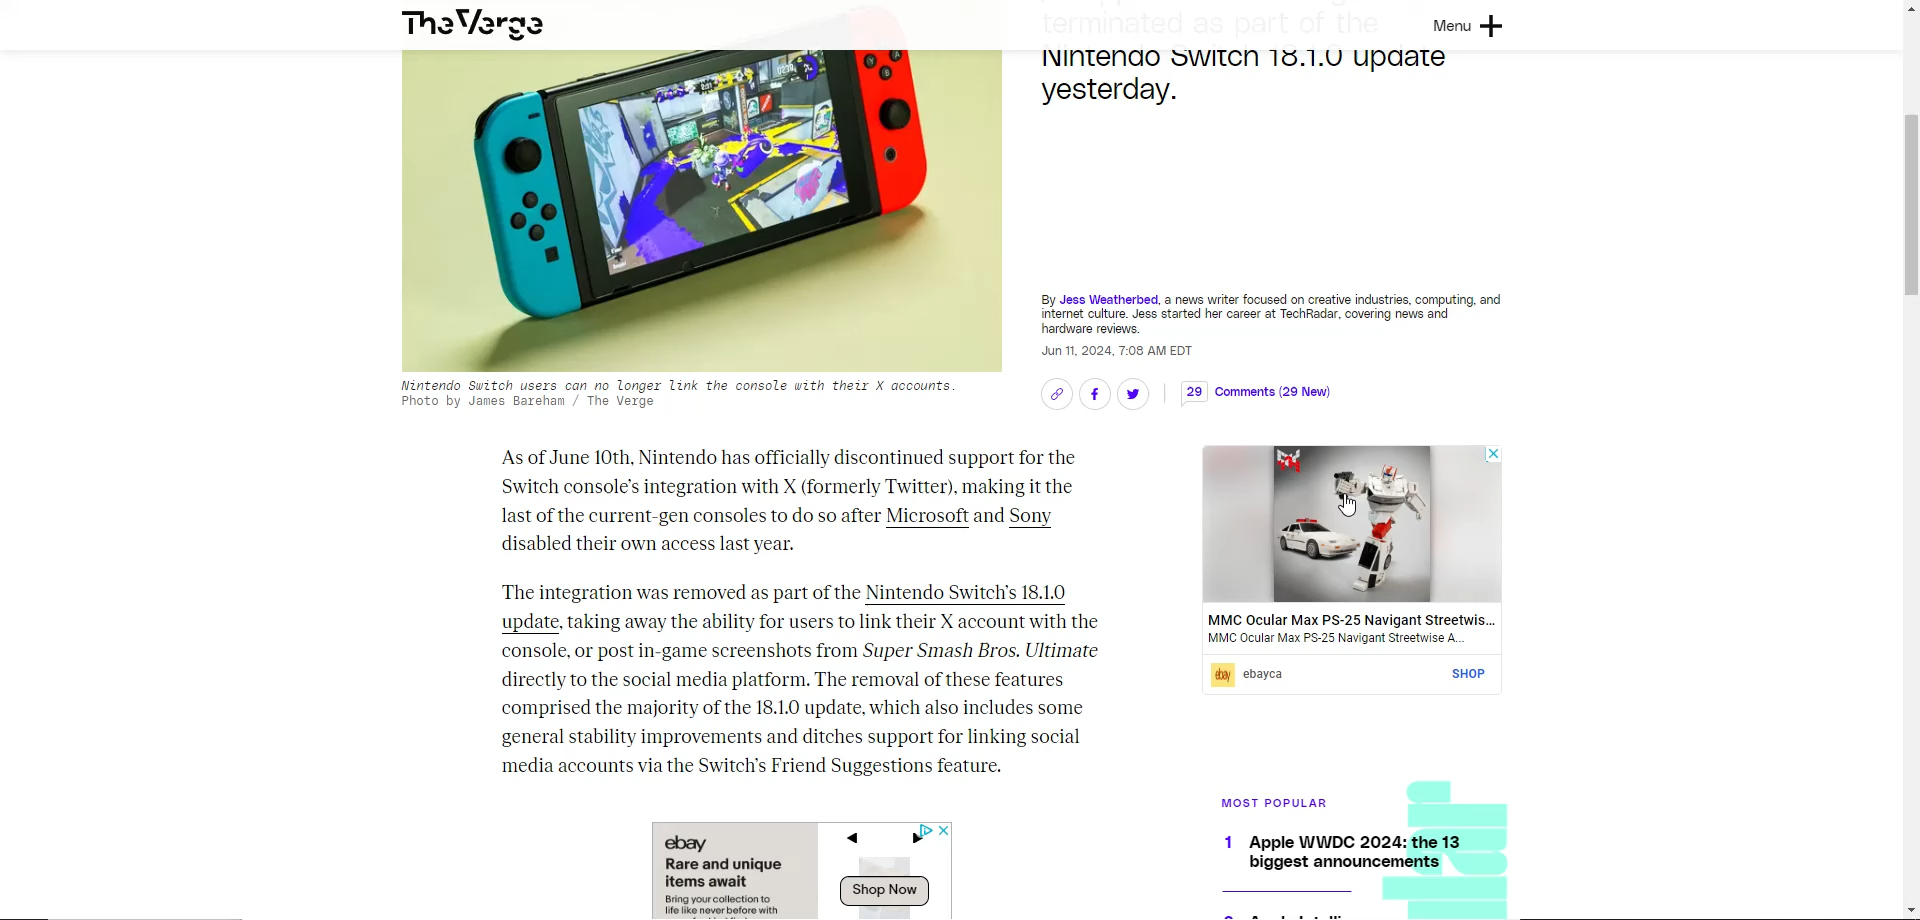 TheVerge
Menu
terminated as part of the
Nintendo Switch 18.1.0 update
yesterday.
By Jess Weatherbed, a news writer focused on creative industries, computing, and
internet culture. Jess started her career at TechRadar, covering news and
hardware reviews.
Jun 11, 2024, 7:08 AM EDT
Nintendo Switch users can no longer link the console with their X accounts.
Photo by James Bareham / The Verge
29 Comments (29 New)
As of June 10th, Nintendo has officially discontinued support for the
Switch console’s integration with X (formerly Twitter), making it the
last of the current-gen consoles to do so after Microsoft and Sony
disabled their own access last year.
The integration was removed as part of the Nintendo Switch’s 18.1.0
update, taking away the ability for users to link their X account with the
console, or post in-game screenshots from Super Smash Bros. Ultimate
directly to the social media platform. The removal of these features
comprised the majority of the 18.1.0 update, which also includes some
general stability improvements and ditches support for linking social
media accounts via the Switch’s Friend Suggestions feature.
MMC Ocular Max PS-25 Navigant Streetwis...
MMC Ocular Max PS-25 Navigant Streetwise A...
ebay ebayca SHOP
MOST POPULAR
1 Apple WWDC 2024: the 13
biggest announcements
ebay
Rare and unique
items await
Bring your collection to
life like never before with
Shop Now